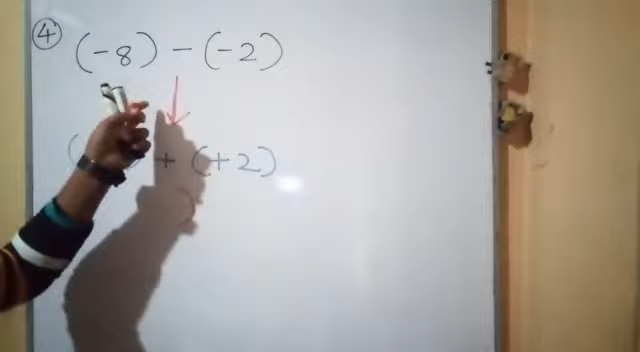 ④ (-8) - (-2)
( ) + (+2)